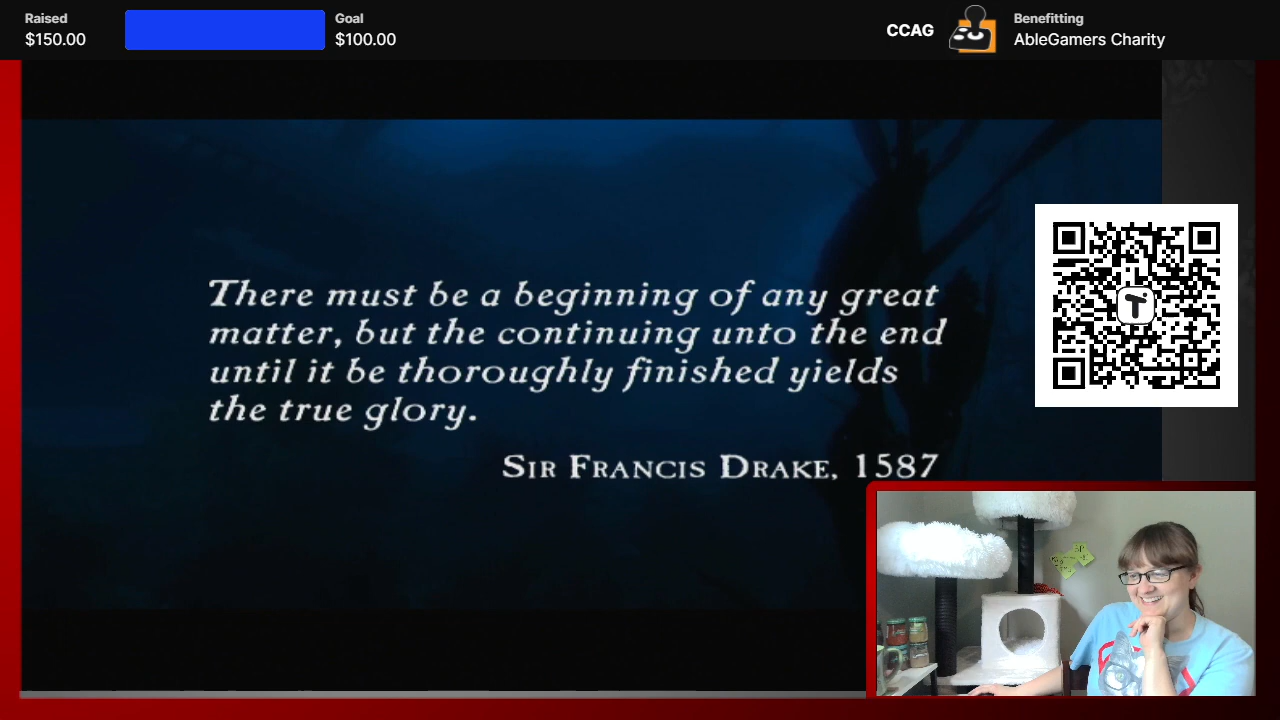 Raised
$150.00
Goal
$100.00
CCAG
Benefitting
AbleGamers Charity
There must be a beginning of any great
matter, but the continuing unto the end
until it be thoroughly finished yields
the true glory.
Sir Francis Drake, 1587